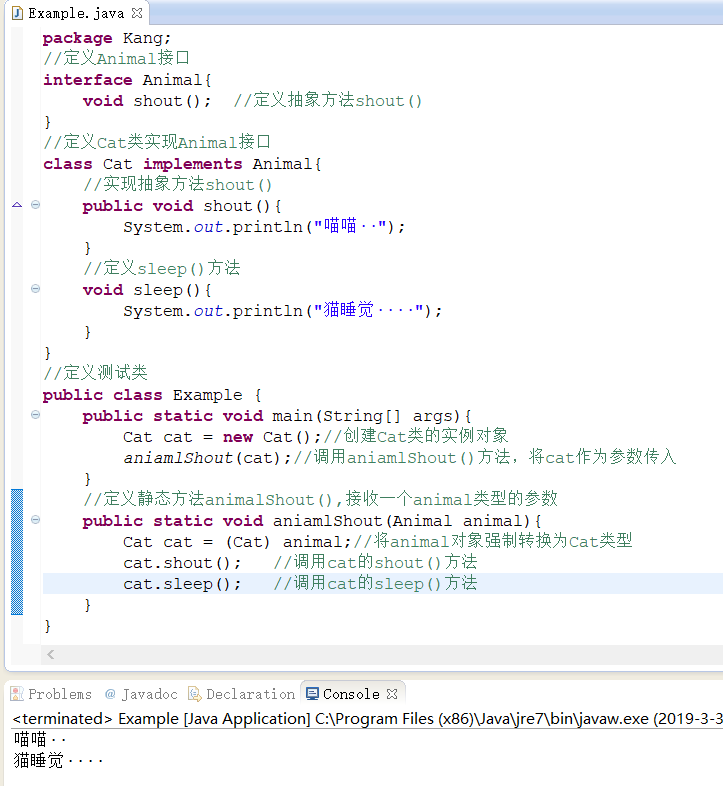 Example.java
package Kang;
//定义Animal接口
interface Animal{
    void shout();  //定义抽象方法shout()
}
//定义Cat类实现Animal接口
class Cat implements Animal{
    //实现抽象方法shout()
    public void shout(){
        System.out.println("喵喵··");
    }
    //定义sleep()方法
    void sleep(){
        System.out.println("猫睡觉····");
    }
}
//定义测试类
public class Example {
    public static void main(String[] args){
        Cat cat = new Cat();//创建Cat类的实例对象
        aniamlShout(cat);//调用aniamlShout()方法，将cat作为参数传入
    }
    //定义静态方法animalShout(),接收一个animal类型的参数
    public static void aniamlShout(Animal animal){
        Cat cat = (Cat) animal;//将animal对象强制转换为Cat类型
        cat.shout();   //调用cat的shout()方法
        cat.sleep();   //调用cat的sleep()方法
    }
}
Problems @ Javadoc Declaration Console
<terminated> Example [Java Application] C:\Program Files (x86)\Java\jre7\bin\javaw.exe (2019-3-3
喵喵··
猫睡觉····